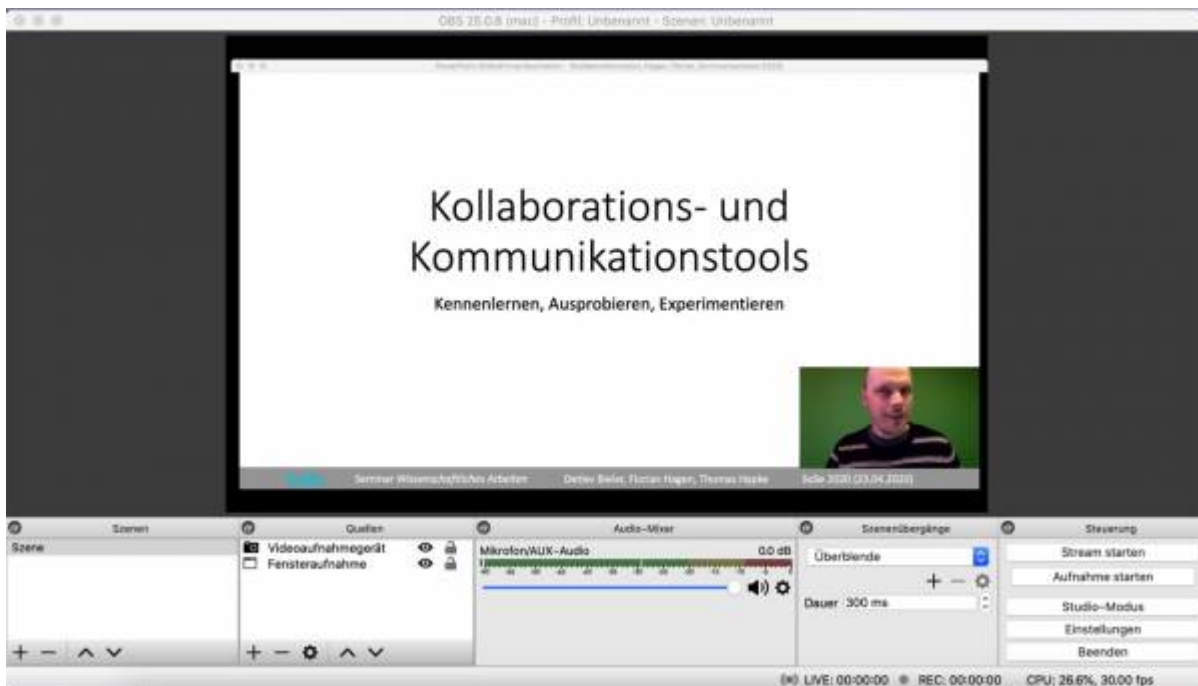 OBS 25.0.8 (mac) - Profil: Unbenannt - Szenen: Unbenannt
Kollaborations- und
Kommunikationstools
Kennenlernen, Ausprobieren, Experimentieren
Seminar Wissenschaftliches Arbeiten
Florian Hagen, Thomas Hapke
SoSe 2020 (23.04.2020)
Szenen
Szene
Quellen
Videoaufnahmegerät
Fensteraufnahme
Audio-Mixer
Mikrofon/AUX-Audio 0.0 dB
Szenenübergänge
Überblende
Dauer 300 ms
Steuerung
Stream starten
Aufnahme starten
Studio-Modus
Einstellungen
Beenden
LIVE: 00:00:00 REC: 00:00:00 CPU: 26.6%, 30.00 fps